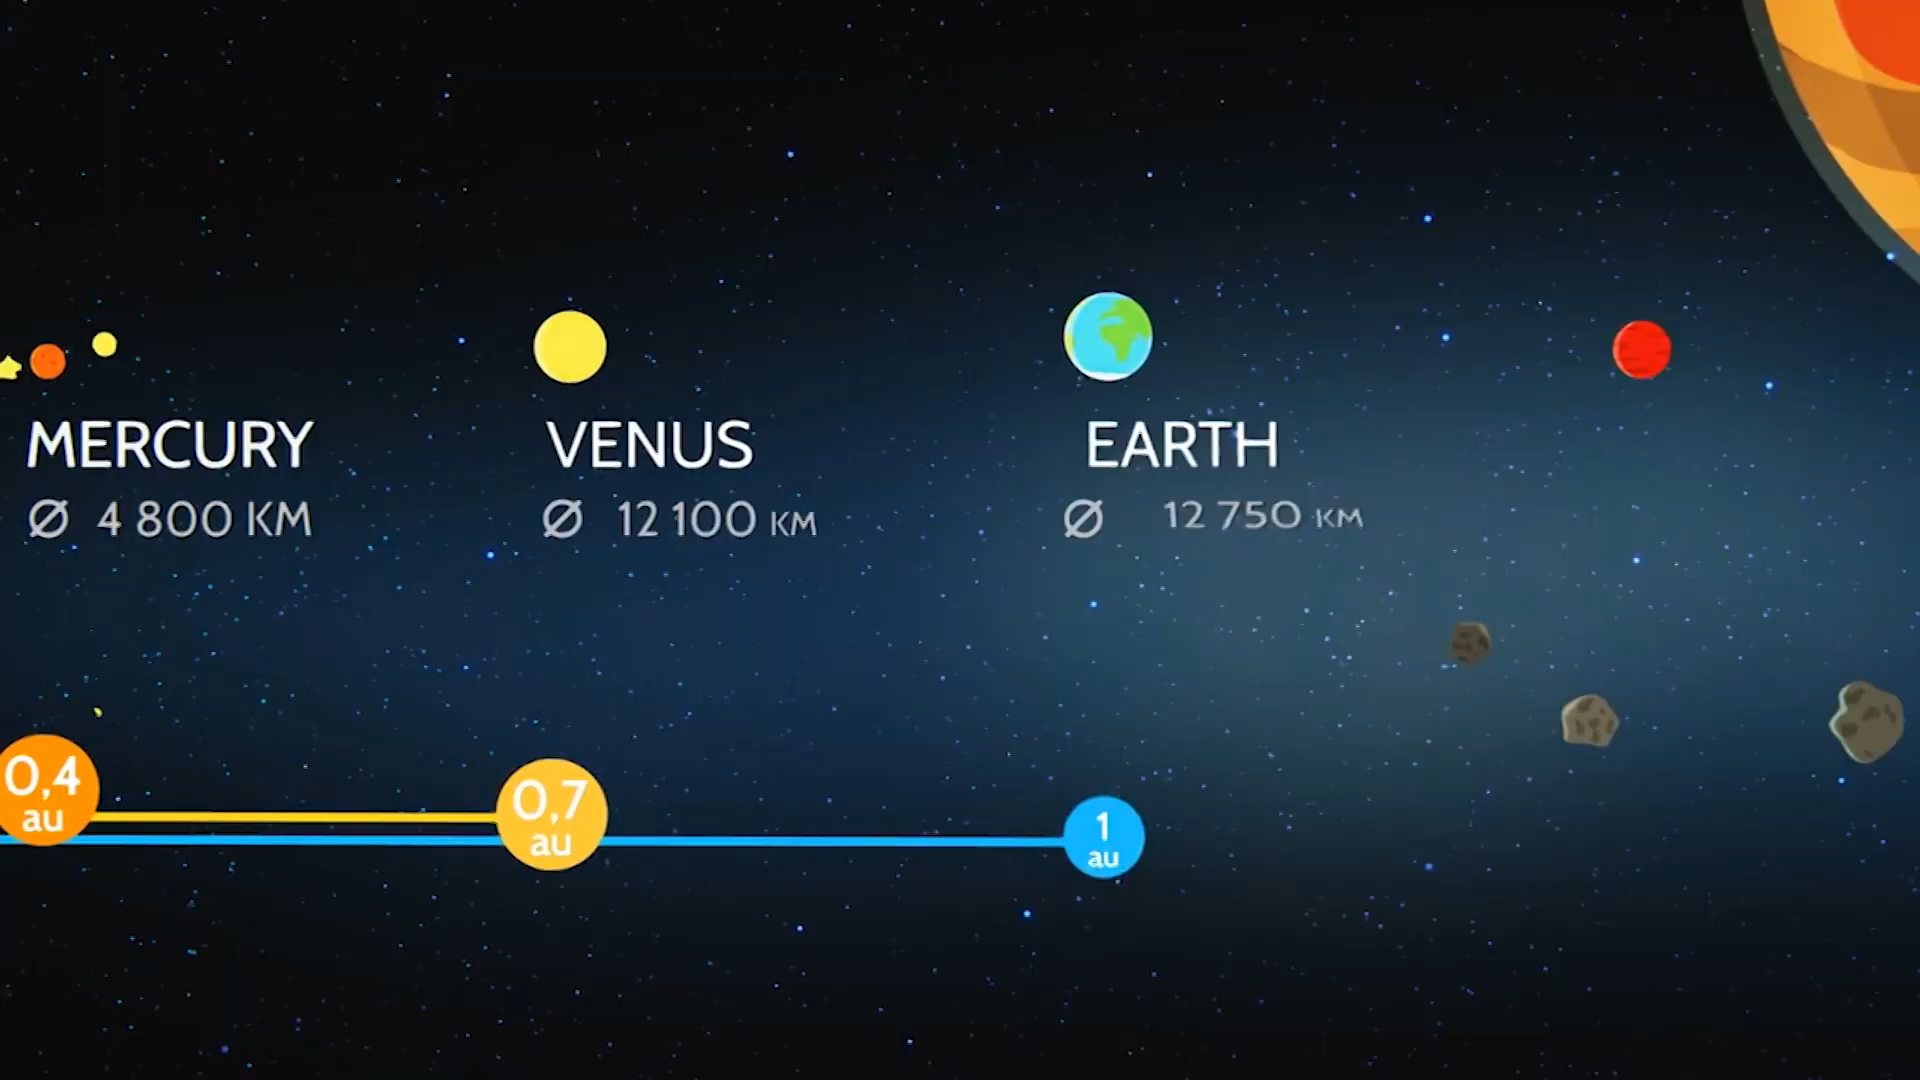 MERCURY
Ø 4 800 KM
VENUS
Ø 12 100 KM
EARTH
Ø 12 750 KM
0,4
au
0,7
au
1
au